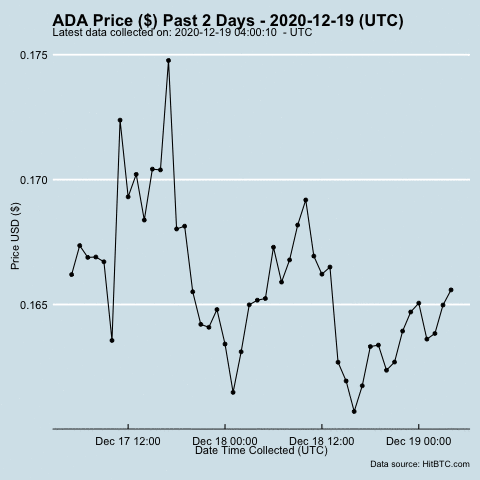 ADA Price ($) Past 2 Days - 2020-12-19 (UTC)
Latest data collected on: 2020-12-19 04:00:10 - UTC
0.175
0.170
0.165
Price USD ($)
Dec 17 12:00 Dec 18 00:00 Dec 18 12:00 Dec 19 00:00
Date Time Collected (UTC)
Data source: HitBTC.com